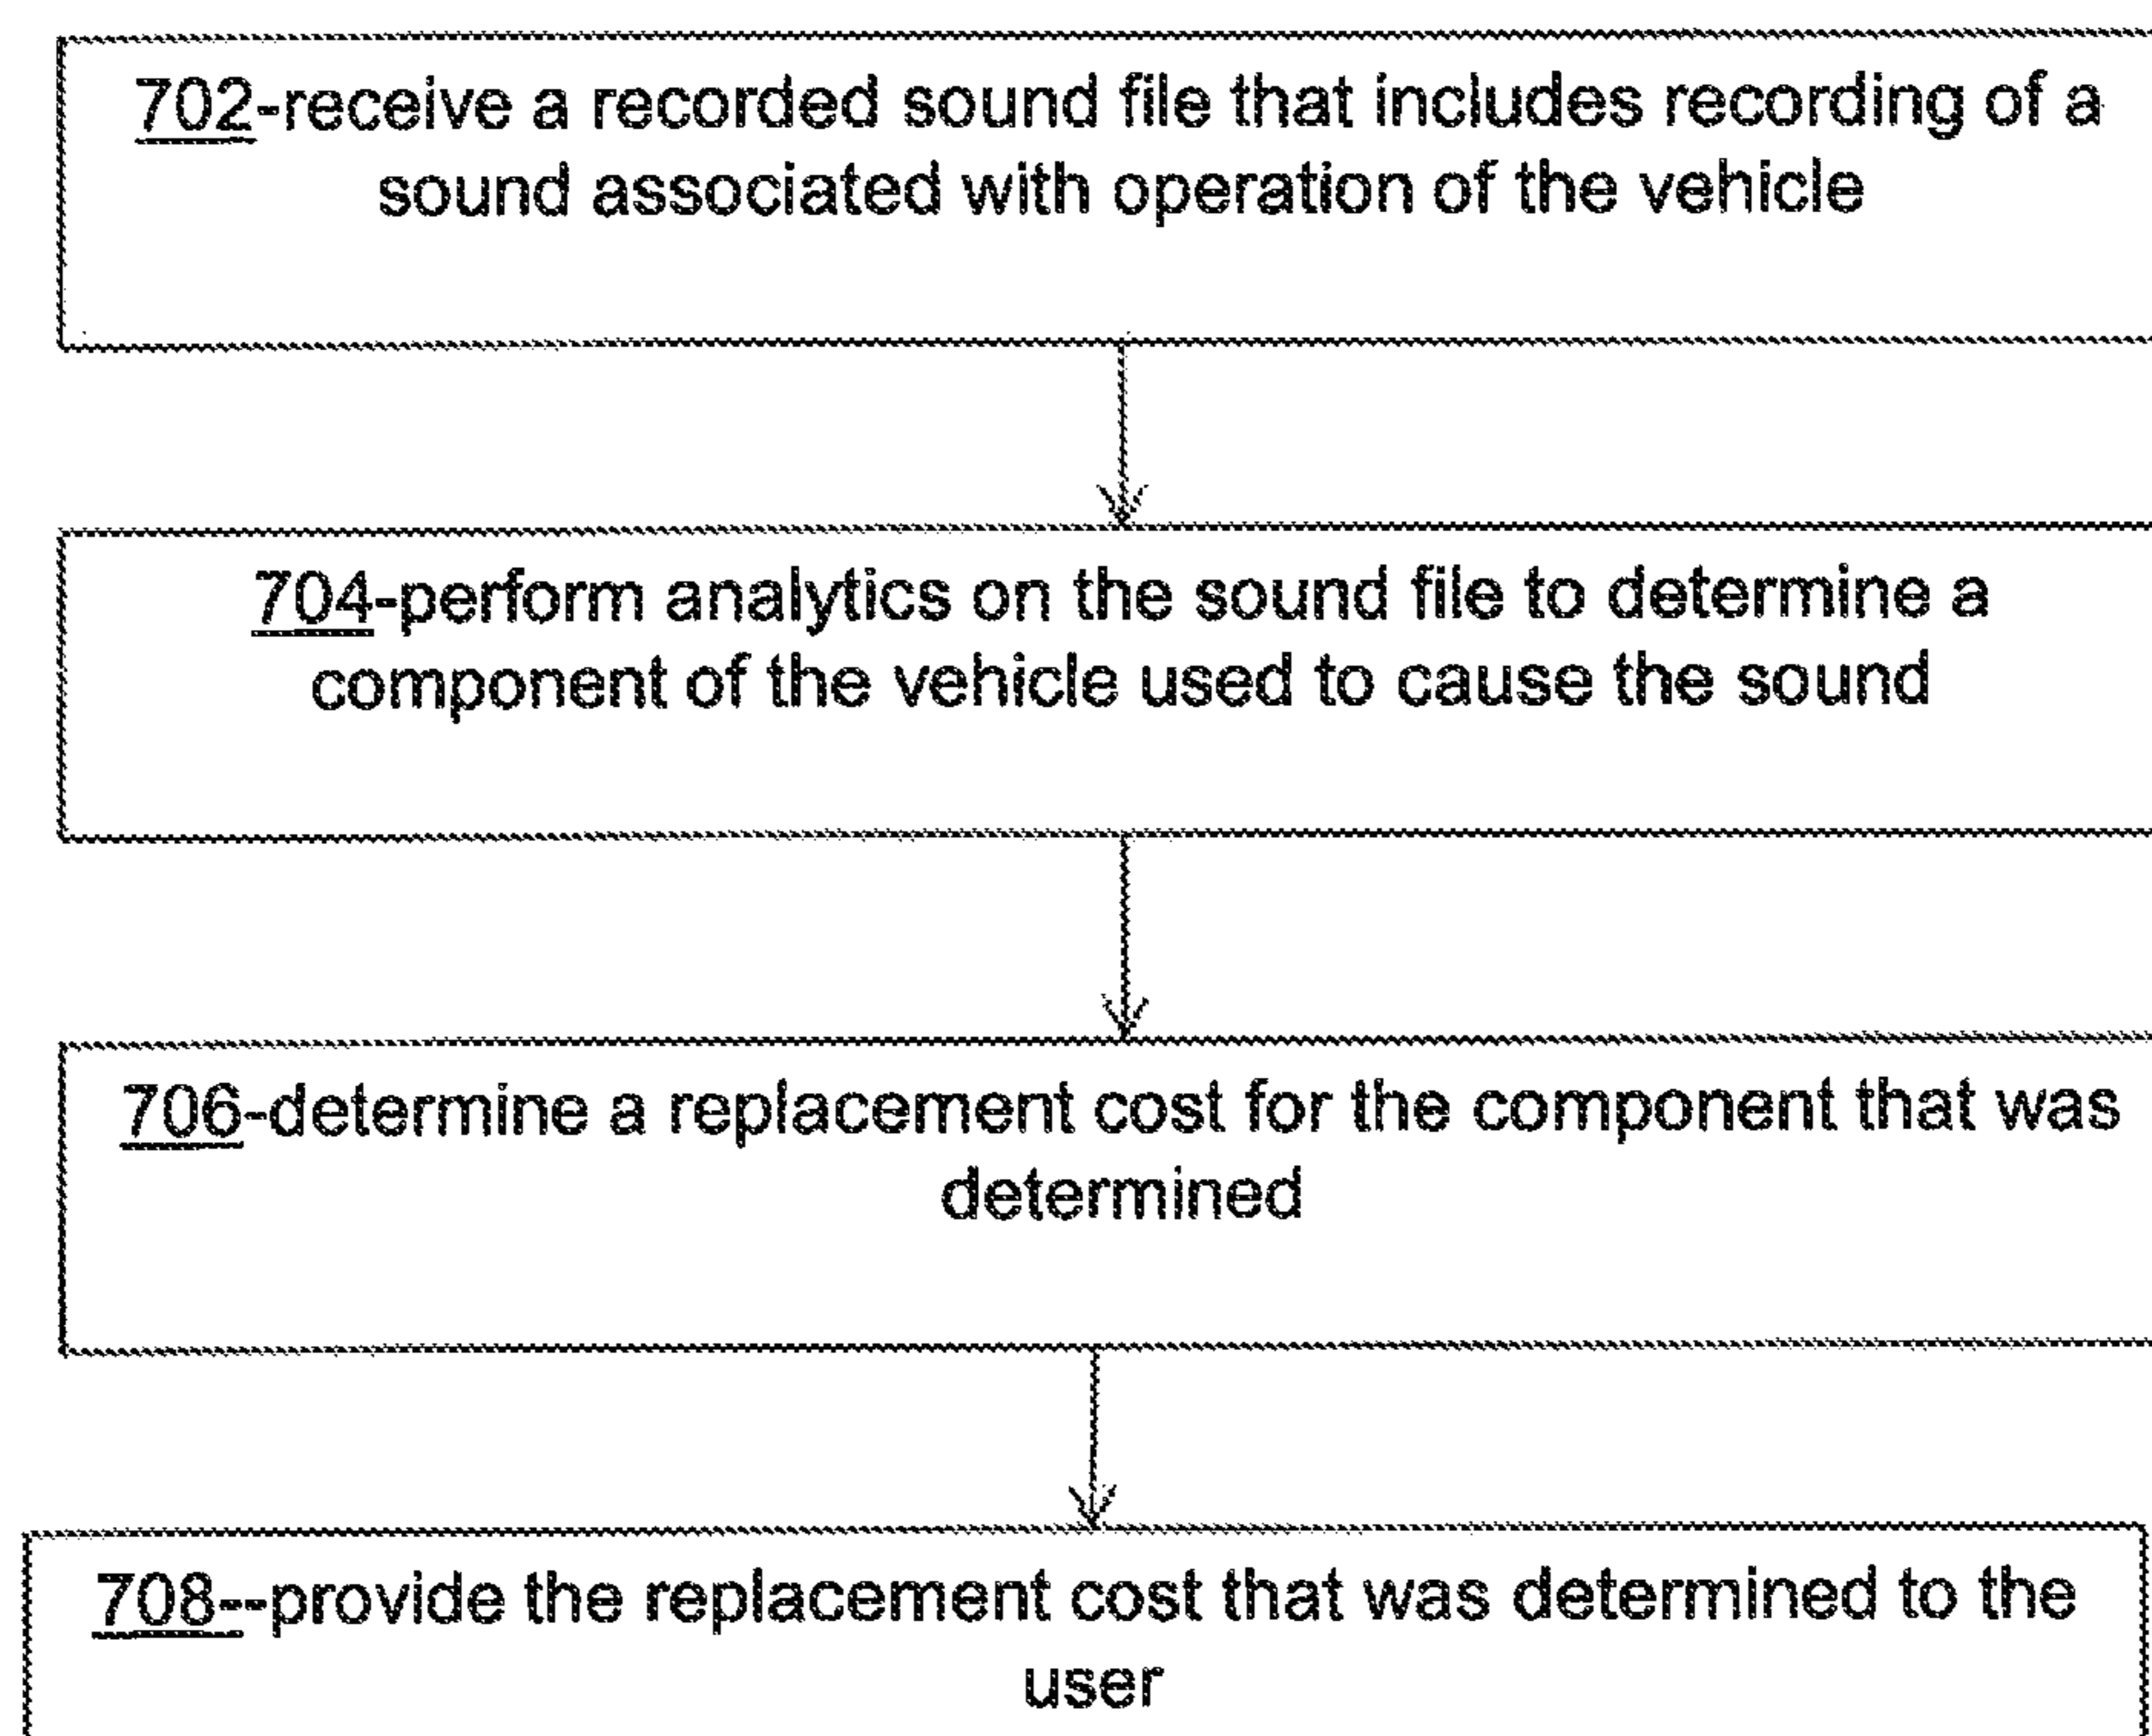 702-receive a recorded sound file that includes recording of a
sound associated with operation of the vehicle
704-perform analytics on the sound file to determine a
component of the vehicle used to cause the sound
706-determine a replacement cost for the component that was
determined
708--provide the replacement cost that was determined to the
user